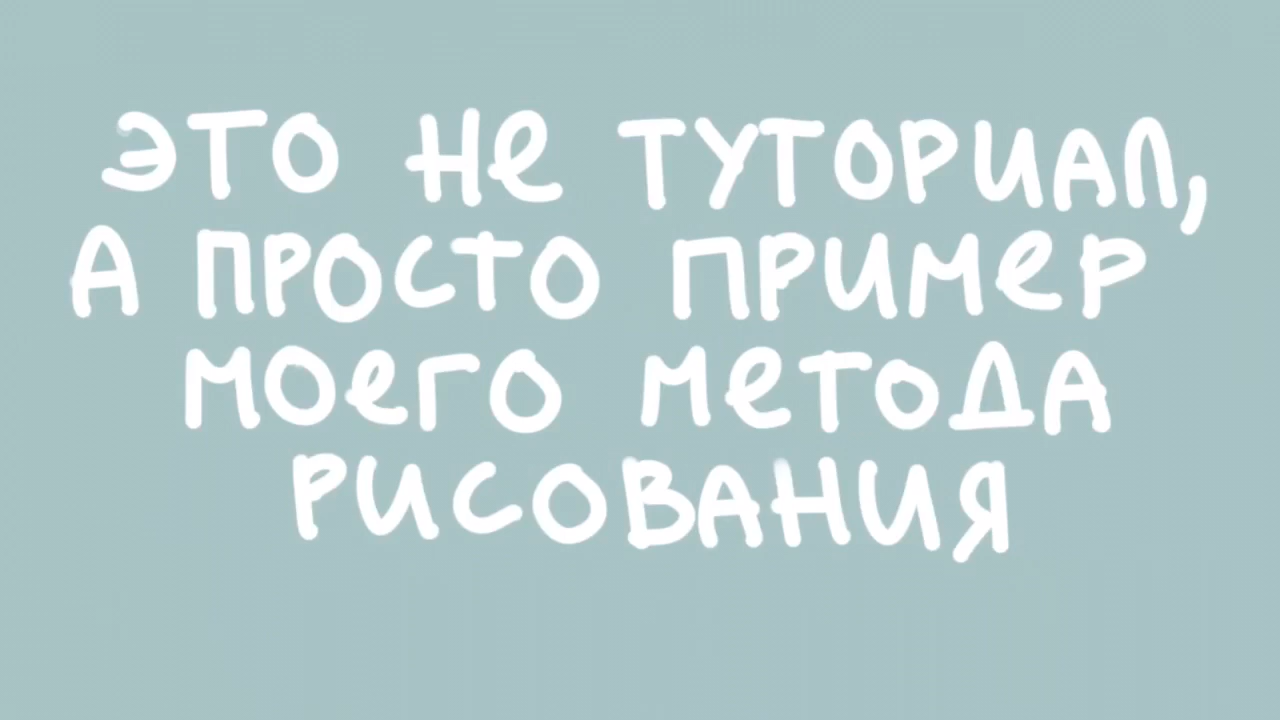 ЭТО НЕ ТУТОРИАЛ,
А ПРОСТО ПРИМЕР
МОЕГО МЕТОДА
РИСОВАНИЯ